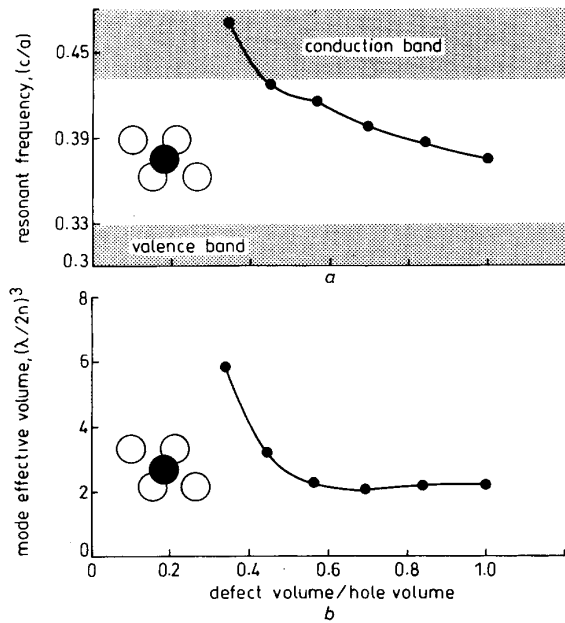 resonant frequency,(c/a)
0.45
0.39
0.33
0.3
conduction band
valence band
a
mode effective volume,(λ/2n)³
8
6
4
2
0
0 0.2 0.4 0.6 0.8 1.0
defect volume/hole volume
b